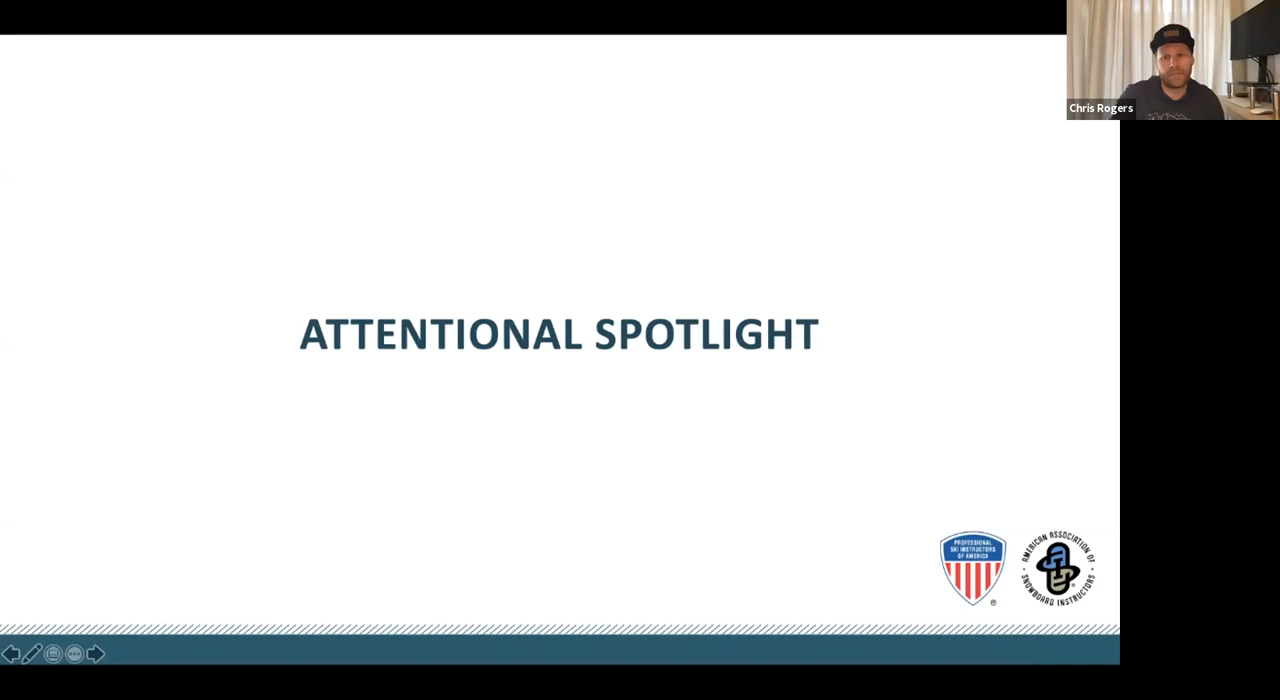 Chris Rogers
ATTENTIONAL SPOTLIGHT
PROFESSIONAL
SKI INSTRUCTORS
OF AMERICA
®
AMERICAN ASSOCIATION OF
• SNOWBOARD INSTRUCTORS •